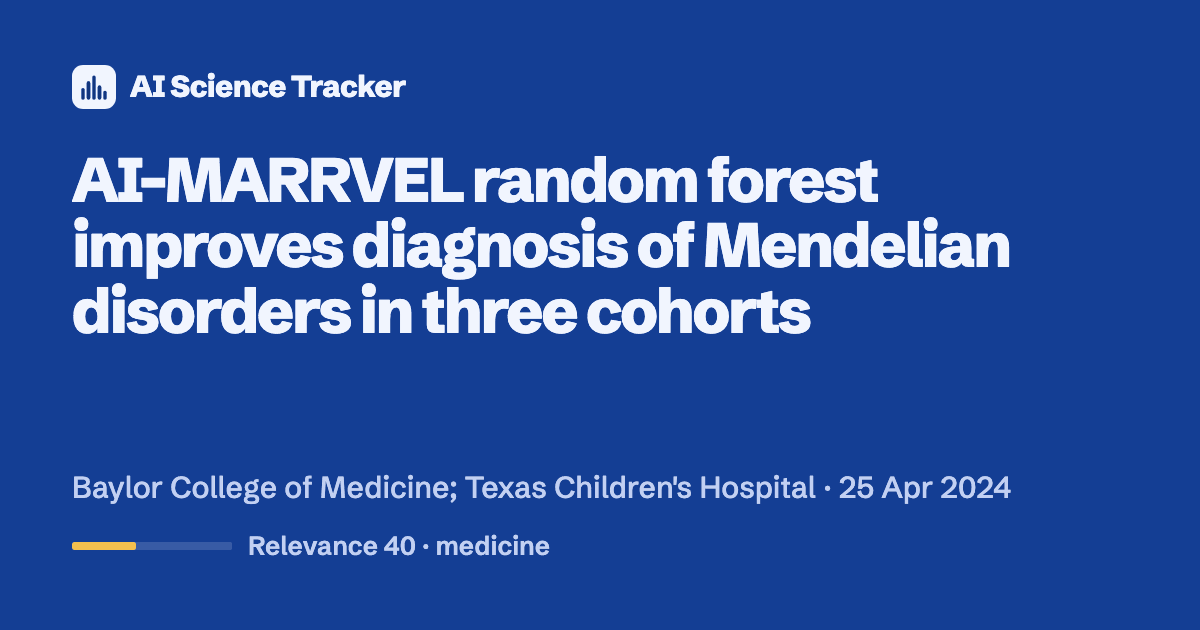 AI Science Tracker
AI-MARRVEL random forest
improves diagnosis of Mendelian
disorders in three cohorts
Baylor College of Medicine; Texas Children's Hospital · 25 Apr 2024
Relevance 40 · medicine